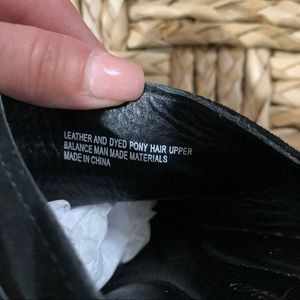 LEATHER AND DYED PONY HAIR UPPER
BALANCE MAN MADE MATERIALS
MADE IN CHINA